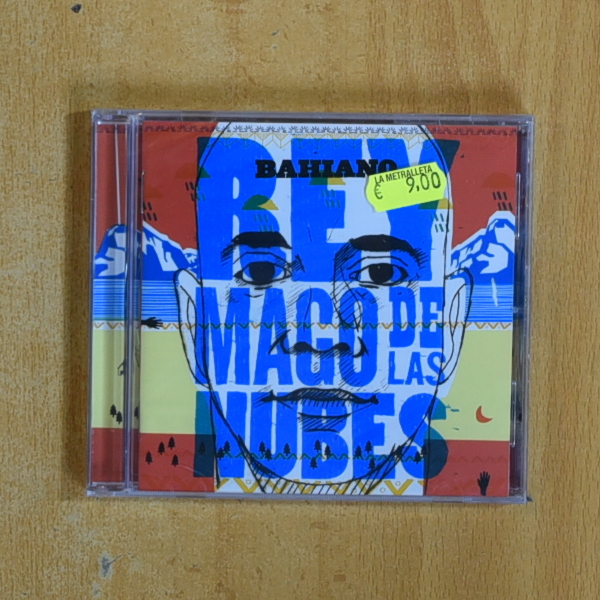 BAHIANO
REY
LA METRALLETA
€ 9,00
MAGO DE
LAS
NUBES